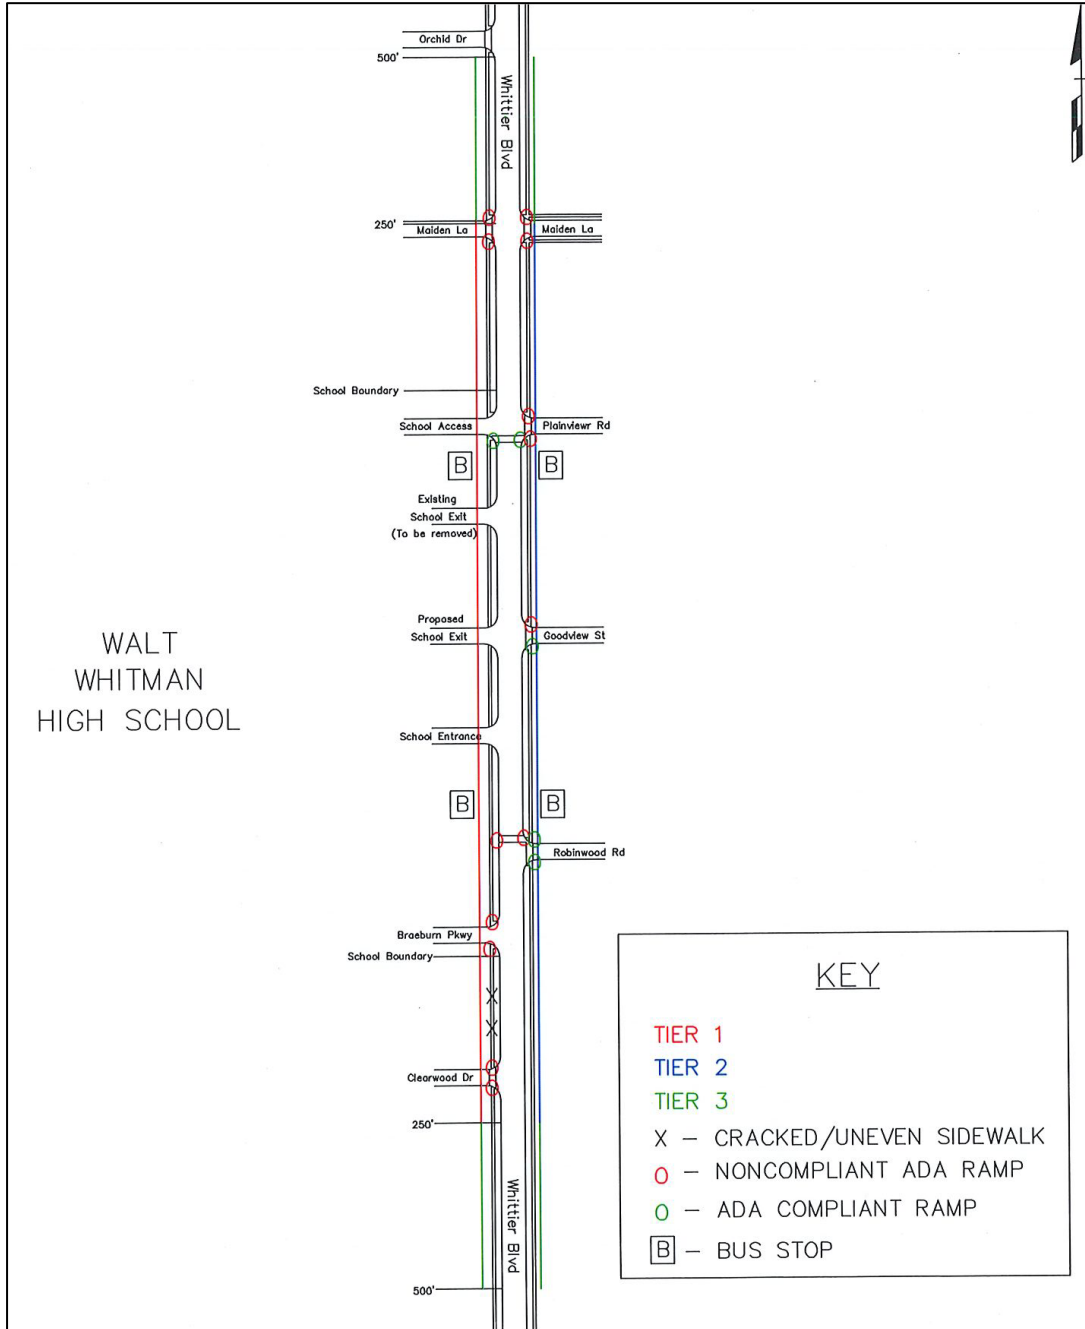 Orchid Dr
500'
Whittier Blvd
250'
Maiden La
Maiden La
School Boundary
School Access
Plainviewr Rd
B
B
Existing
School Exit
(To be removed)
Proposed
School Exit
Goodview St
WALT
WHITMAN
HIGH SCHOOL
School Entrance
B
B
Robinwood Rd
Braeburn Pkwy
School Boundary
X
X
Clearwood Dr
250'
Whittier Blvd
500'
KEY
TIER 1
TIER 2
TIER 3
X – CRACKED/UNEVEN SIDEWALK
O – NONCOMPLIANT ADA RAMP
O – ADA COMPLIANT RAMP
B – BUS STOP